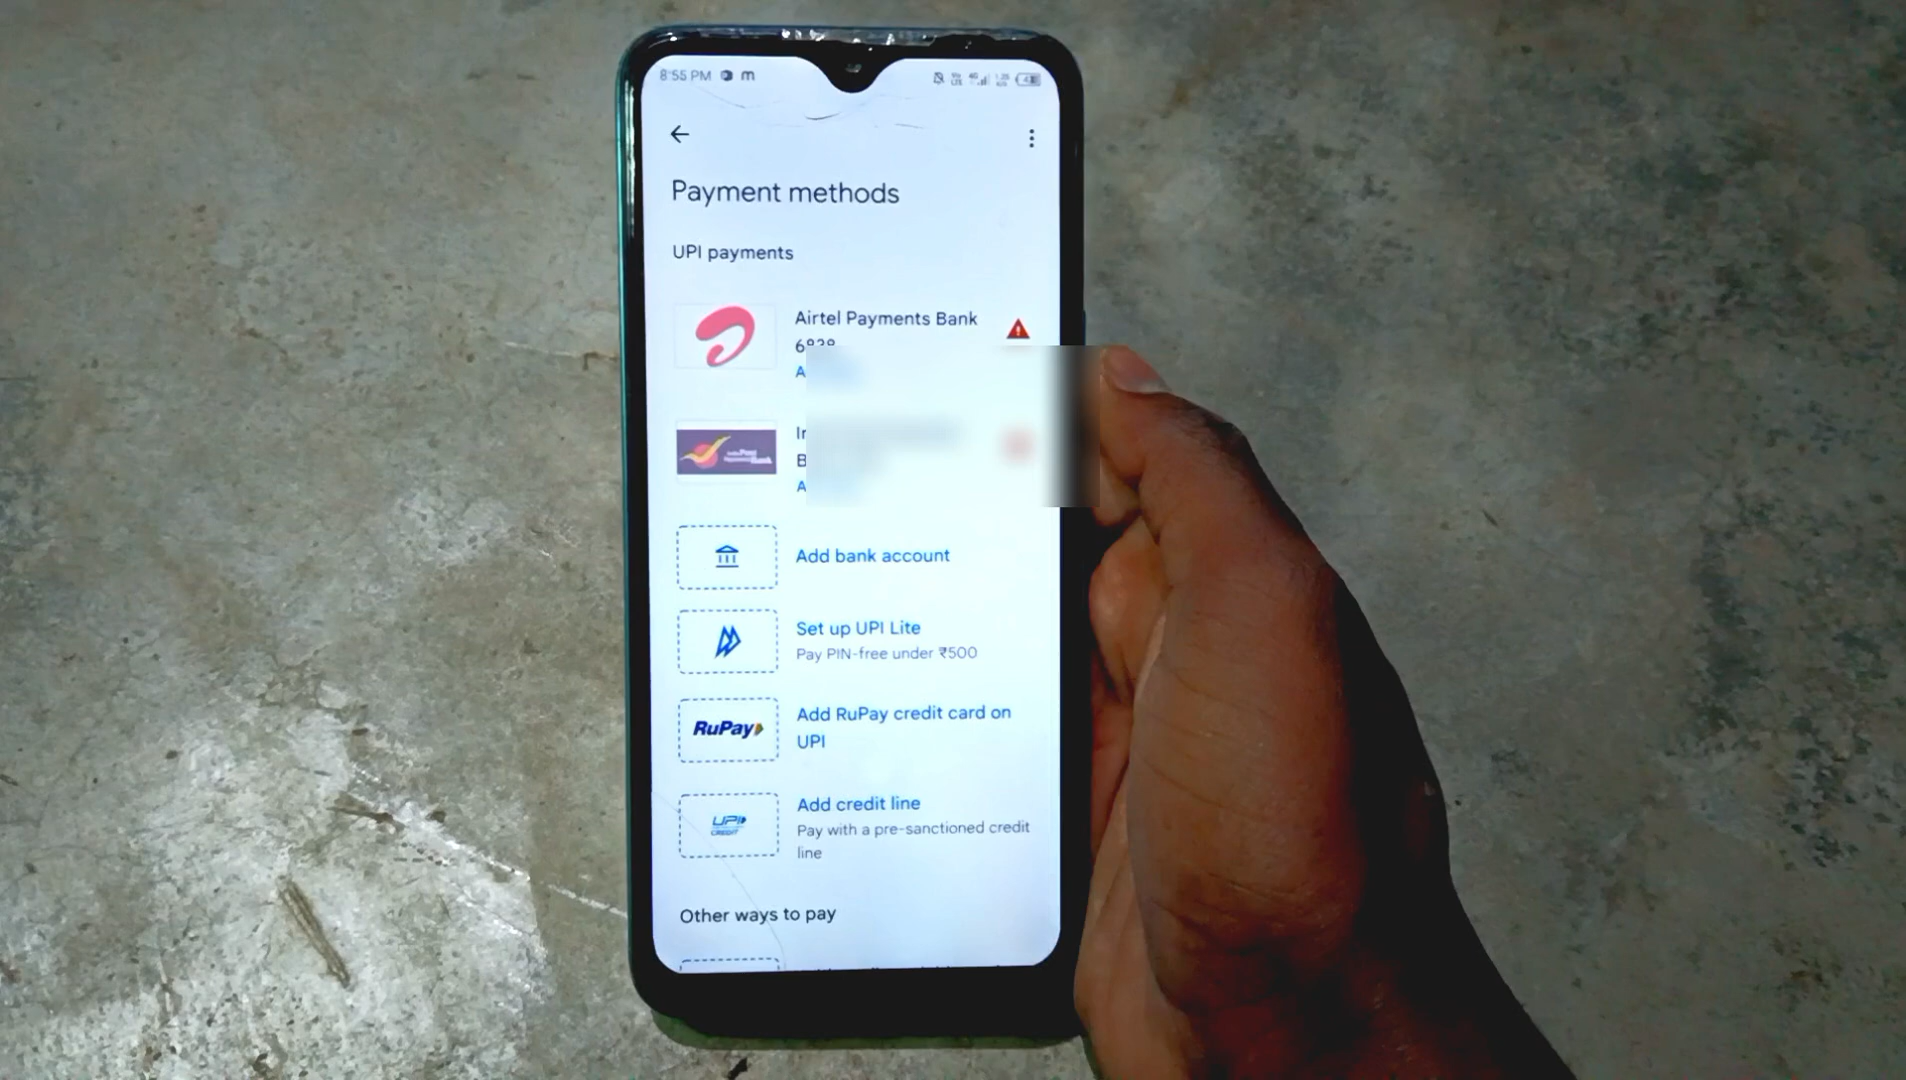 8:55 PM m
Payment methods
UPI payments
Airtel Payments Bank
A
B
A
Add bank account
Set up UPI Lite
Pay PIN-free under ₹500
RuPay
Add RuPay credit card on
UPI
UPI
CREDIT
Add credit line
Pay with a pre-sanctioned credit
line
Other ways to pay